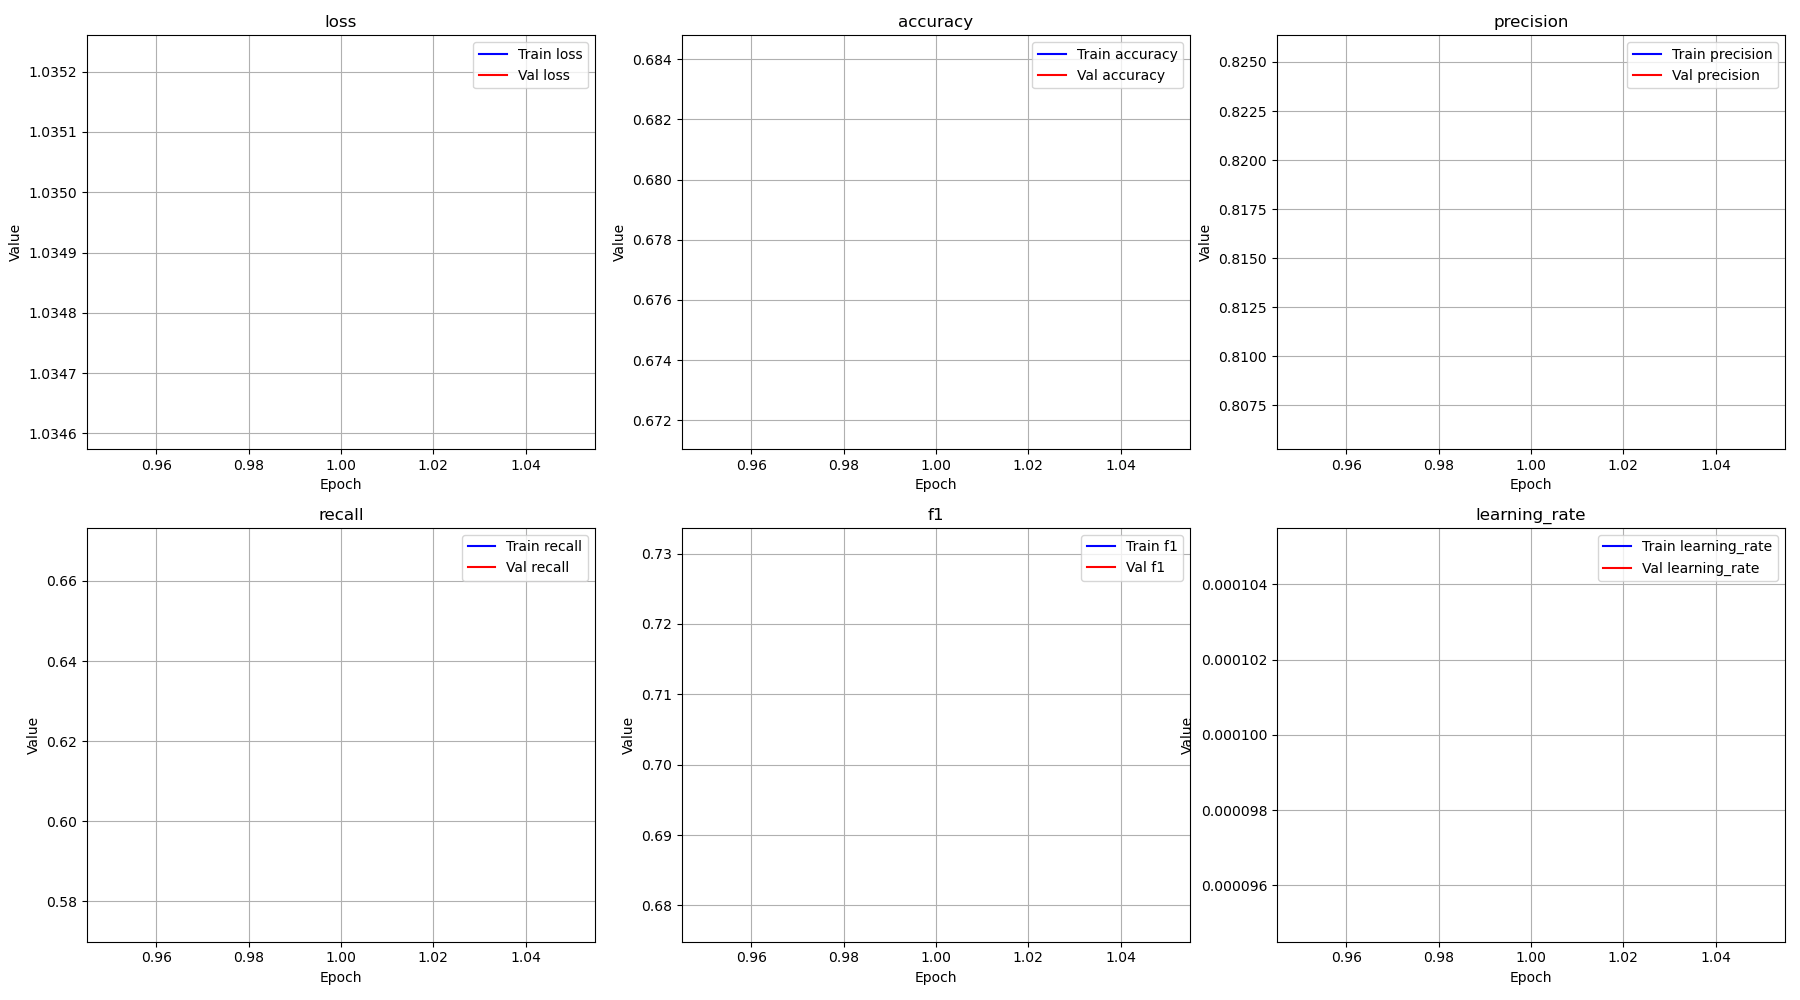 loss
Train loss
Val loss
1.0352
1.0351
1.0350
1.0349
1.0348
1.0347
1.0346
Value
0.96 0.98 1.00 1.02 1.04
Epoch
accuracy
Train accuracy
Val accuracy
0.684
0.682
0.680
0.678
0.676
0.674
0.672
Value
0.96 0.98 1.00 1.02 1.04
Epoch
precision
Train precision
Val precision
0.8250
0.8225
0.8200
0.8175
0.8150
0.8125
0.8100
0.8075
Value
0.96 0.98 1.00 1.02 1.04
Epoch
recall
Train recall
Val recall
0.66
0.64
0.62
0.60
0.58
Value
0.96 0.98 1.00 1.02 1.04
Epoch
f1
Train f1
Val f1
0.73
0.72
0.71
0.70
0.69
0.68
Value
0.96 0.98 1.00 1.02 1.04
Epoch
learning_rate
Train learning_rate
Val learning_rate
0.000104
0.000102
0.000100
0.000098
0.000096
Value
0.96 0.98 1.00 1.02 1.04
Epoch